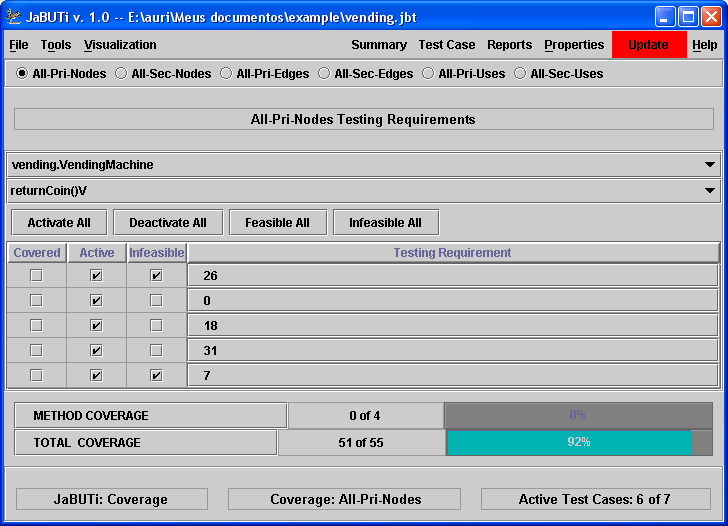 JaBUTi v. 1.0 -- E:\auri\Meus documentos\example\vending.jbt
File Tools Visualization Summary Test Case Reports Properties Update Help
All-Pri-Nodes All-Sec-Nodes All-Pri-Edges All-Sec-Edges All-Pri-Uses All-Sec-Uses
All-Pri-Nodes Testing Requirements
vending.VendingMachine
returnCoin()V
Activate All Deactivate All Feasible All Infeasible All
Covered Active Infeasible Testing Requirement
26
0
18
31
7
METHOD COVERAGE 0 of 4 0%
TOTAL COVERAGE 51 of 55 92%
JaBUTi: Coverage Coverage: All-Pri-Nodes Active Test Cases: 6 of 7